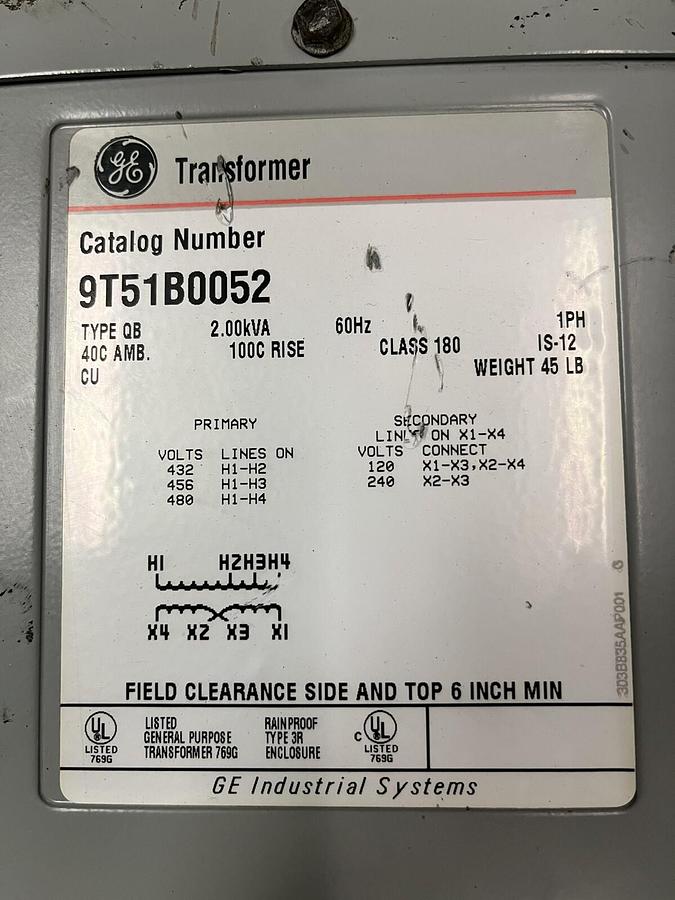 GE Transformer
Catalog Number
9T51B0052
TYPE QB 2.00kVA 60Hz 1PH
40C AMB. 100C RISE CLASS 180 IS-12
CU WEIGHT 45 LB
PRIMARY
VOLTS LINES ON
432 H1-H2
456 H1-H3
480 H1-H4
SECONDARY
LINES ON X1-X4
VOLTS CONNECT
120 X1-X3,X2-X4
240 X2-X3
H1 H2H3H4
X4 X2 X3 X1
303B835AAP001 G
FIELD CLEARANCE SIDE AND TOP 6 INCH MIN
UL LISTED 769G
LISTED
GENERAL PURPOSE
TRANSFORMER 769G
RAINPROOF
TYPE 3R
ENCLOSURE
C UL LISTED 769G
GE Industrial Systems